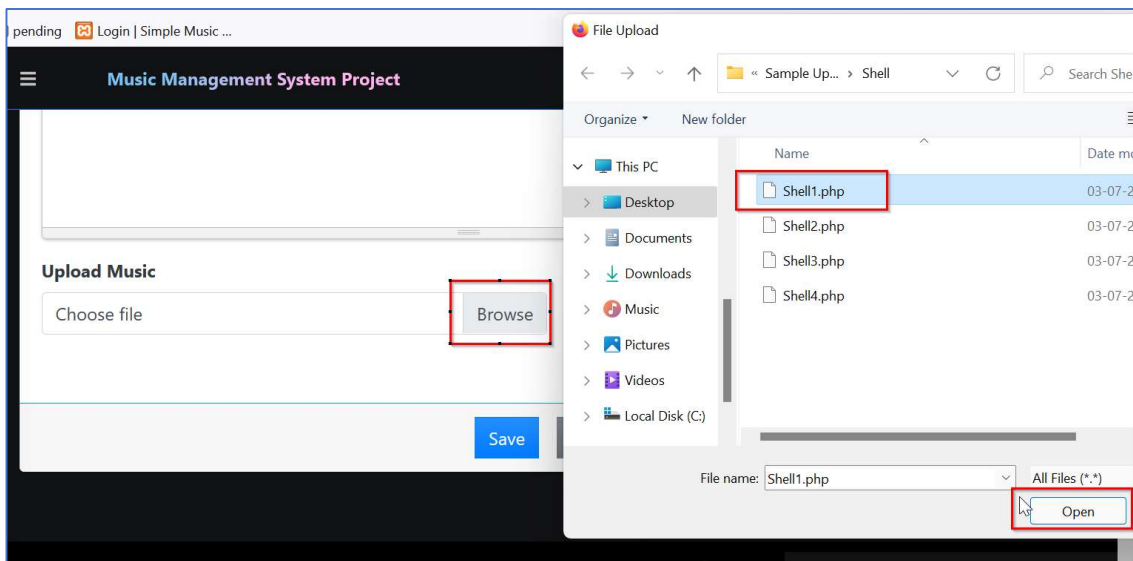 pending Login | Simple Music ...
Music Management System Project
Upload Music
Choose file
Browse
Save
File Upload
« Sample Up... › Shell
Search She
Organize
New folder
Name
Date mo
This PC
Desktop
Documents
Downloads
Music
Pictures
Videos
Local Disk (C:)
Shell1.php 03-07-2
Shell2.php 03-07-2
Shell3.php 03-07-2
Shell4.php 03-07-2
File name: Shell1.php
All Files (*.*)
Open